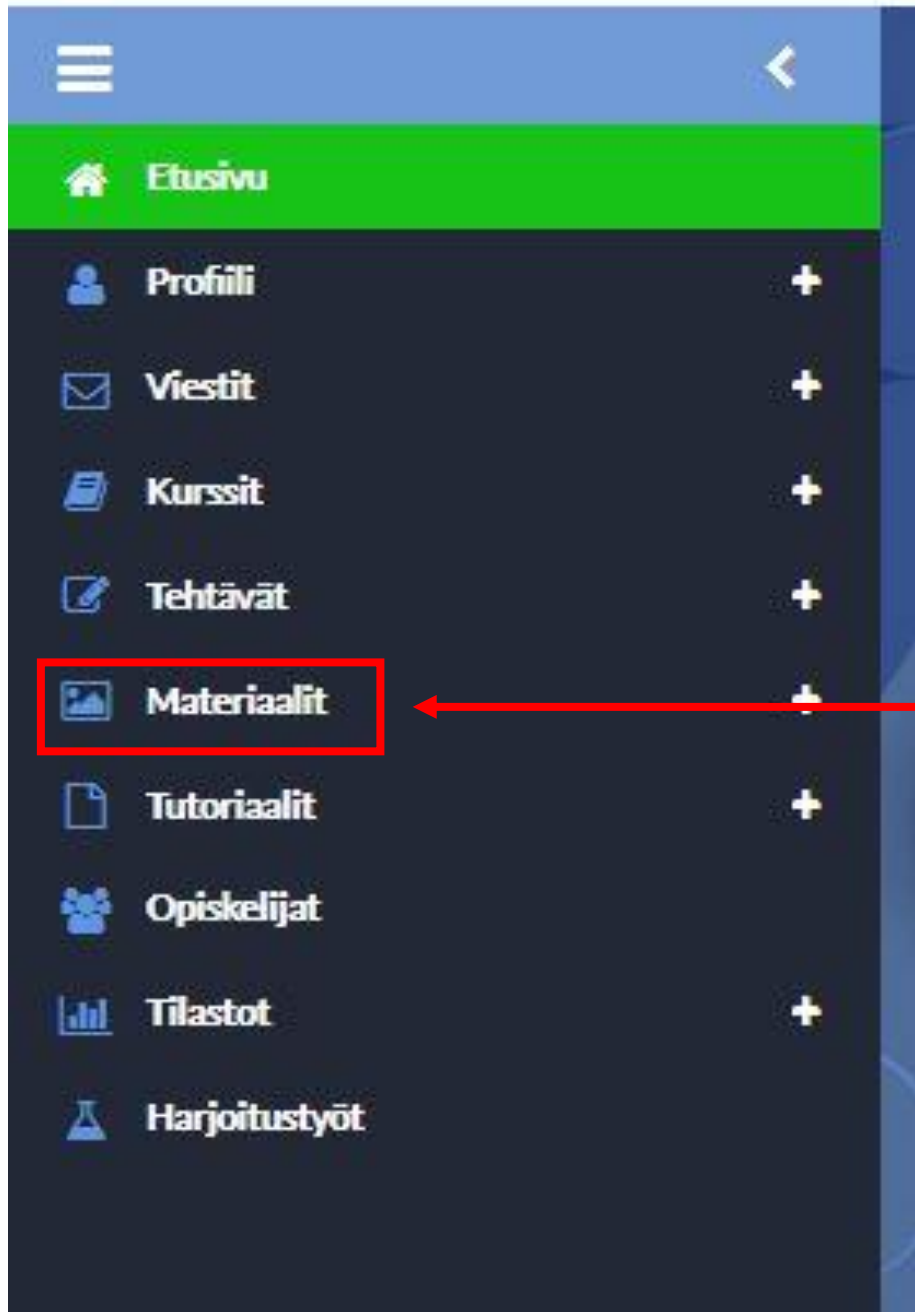 Etusivu
Profiili
Viestit
Kurssit
Tehtävät
Materiaalit
Tutoriaalit
Opiskelijat
Tilastot
Harjoitustyöt